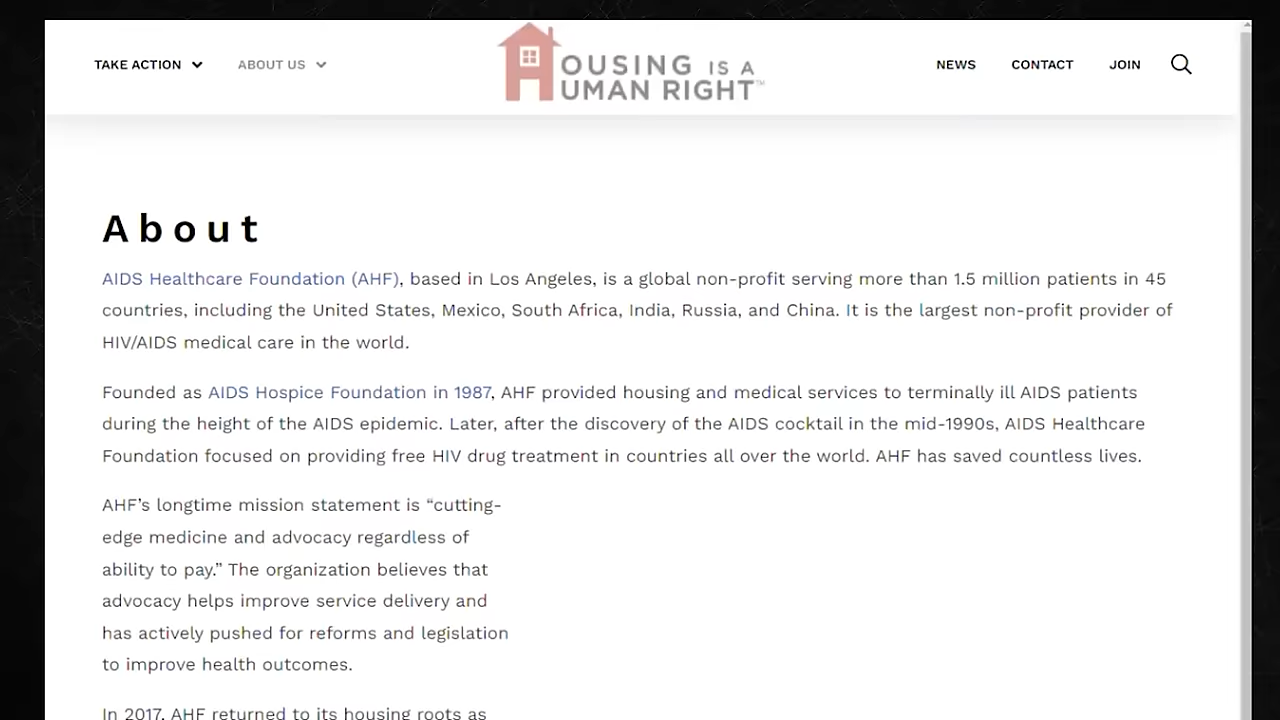 TAKE ACTION
ABOUT US
HOUSING IS A
HUMAN RIGHT™
NEWS
CONTACT
JOIN
About
AIDS Healthcare Foundation (AHF), based in Los Angeles, is a global non-profit serving more than 1.5 million patients in 45
countries, including the United States, Mexico, South Africa, India, Russia, and China. It is the largest non-profit provider of
HIV/AIDS medical care in the world.
Founded as AIDS Hospice Foundation in 1987, AHF provided housing and medical services to terminally ill AIDS patients
during the height of the AIDS epidemic. Later, after the discovery of the AIDS cocktail in the mid-1990s, AIDS Healthcare
Foundation focused on providing free HIV drug treatment in countries all over the world. AHF has saved countless lives.
AHF’s longtime mission statement is “cutting-
edge medicine and advocacy regardless of
ability to pay.” The organization believes that
advocacy helps improve service delivery and
has actively pushed for reforms and legislation
to improve health outcomes.
In 2017, AHF returned to its housing roots as